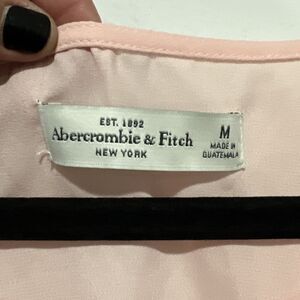 EST. 1892
Abercrombie & Fitch
NEW YORK
M
MADE IN
GUATEMALA